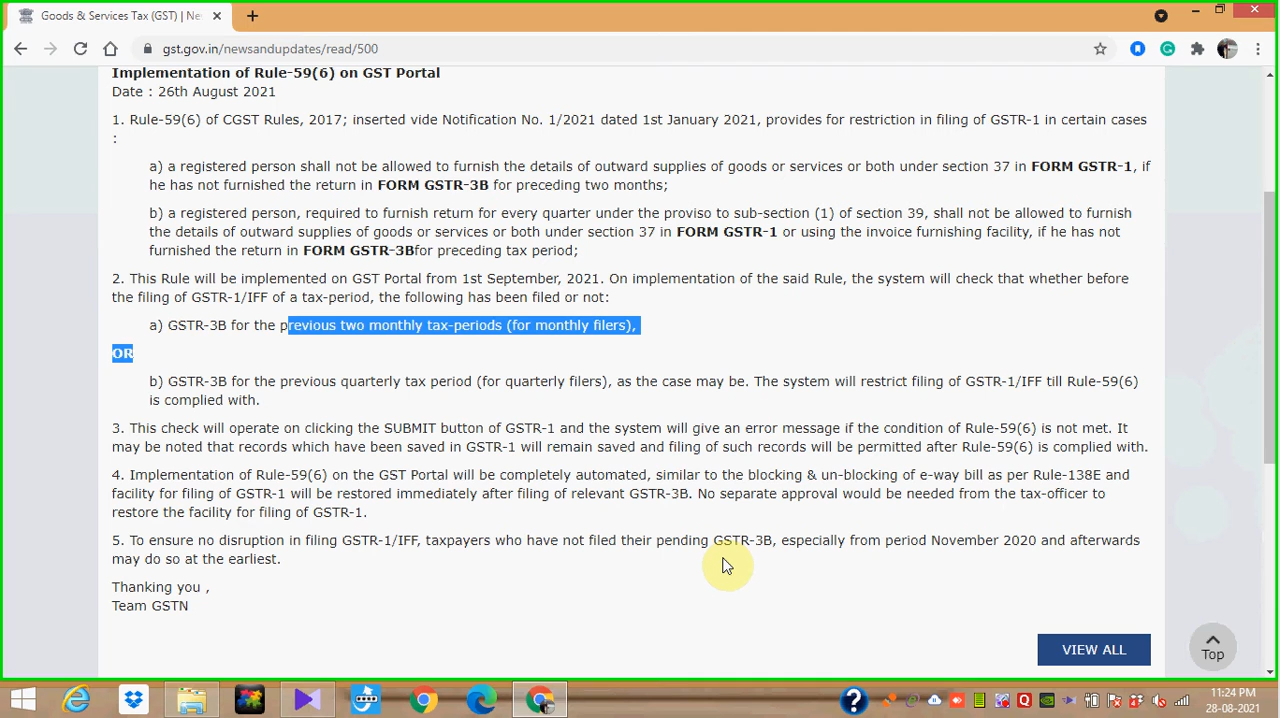 Goods & Services Tax (GST) | Ne
gst.gov.in/newsandupdates/read/500
Implementation of Rule-59(6) on GST Portal
Date : 26th August 2021
1. Rule-59(6) of CGST Rules, 2017; inserted vide Notification No. 1/2021 dated 1st January 2021, provides for restriction in filing of GSTR-1 in certain cases
:
a) a registered person shall not be allowed to furnish the details of outward supplies of goods or services or both under section 37 in FORM GSTR-1, if
he has not furnished the return in FORM GSTR-3B for preceding two months;
b) a registered person, required to furnish return for every quarter under the proviso to sub-section (1) of section 39, shall not be allowed to furnish
the details of outward supplies of goods or services or both under section 37 in FORM GSTR-1 or using the invoice furnishing facility, if he has not
furnished the return in FORM GSTR-3Bfor preceding tax period;
2. This Rule will be implemented on GST Portal from 1st September, 2021. On implementation of the said Rule, the system will check that whether before
the filing of GSTR-1/IFF of a tax-period, the following has been filed or not:
a) GSTR-3B for the previous two monthly tax-periods (for monthly filers),
OR
b) GSTR-3B for the previous quarterly tax period (for quarterly filers), as the case may be. The system will restrict filing of GSTR-1/IFF till Rule-59(6)
is complied with.
3. This check will operate on clicking the SUBMIT button of GSTR-1 and the system will give an error message if the condition of Rule-59(6) is not met. It
may be noted that records which have been saved in GSTR-1 will remain saved and filing of such records will be permitted after Rule-59(6) is complied with.
4. Implementation of Rule-59(6) on the GST Portal will be completely automated, similar to the blocking & un-blocking of e-way bill as per Rule-138E and
facility for filing of GSTR-1 will be restored immediately after filing of relevant GSTR-3B. No separate approval would be needed from the tax-officer to
restore the facility for filing of GSTR-1.
5. To ensure no disruption in filing GSTR-1/IFF, taxpayers who have not filed their pending GSTR-3B, especially from period November 2020 and afterwards
may do so at the earliest.
Thanking you ,
Team GSTN
VIEW ALL
Top
11:24 PM
28-08-2021